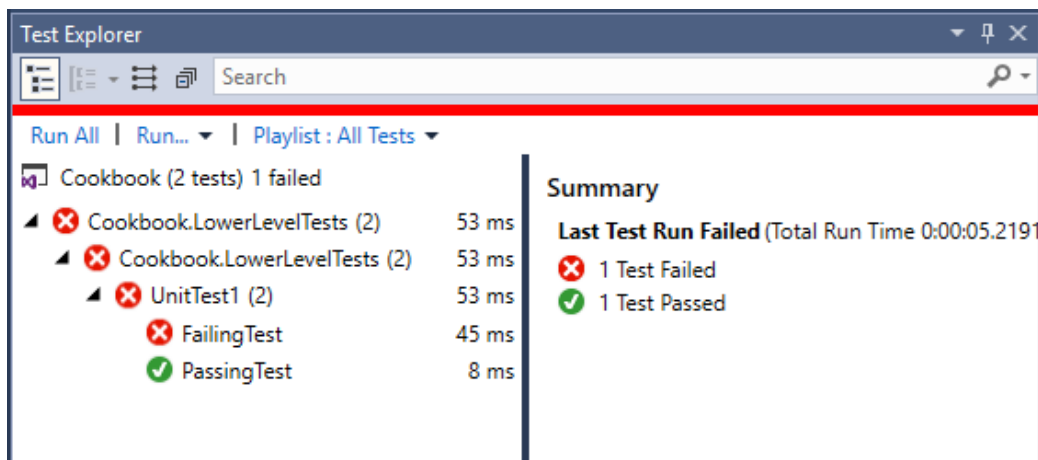 Test Explorer
Search
Run All | Run... | Playlist : All Tests
Cookbook (2 tests) 1 failed
Cookbook.LowerLevelTests (2) 53 ms
Cookbook.LowerLevelTests (2) 53 ms
UnitTest1 (2) 53 ms
FailingTest 45 ms
PassingTest 8 ms
Summary
Last Test Run Failed (Total Run Time 0:00:05.2191
1 Test Failed
1 Test Passed